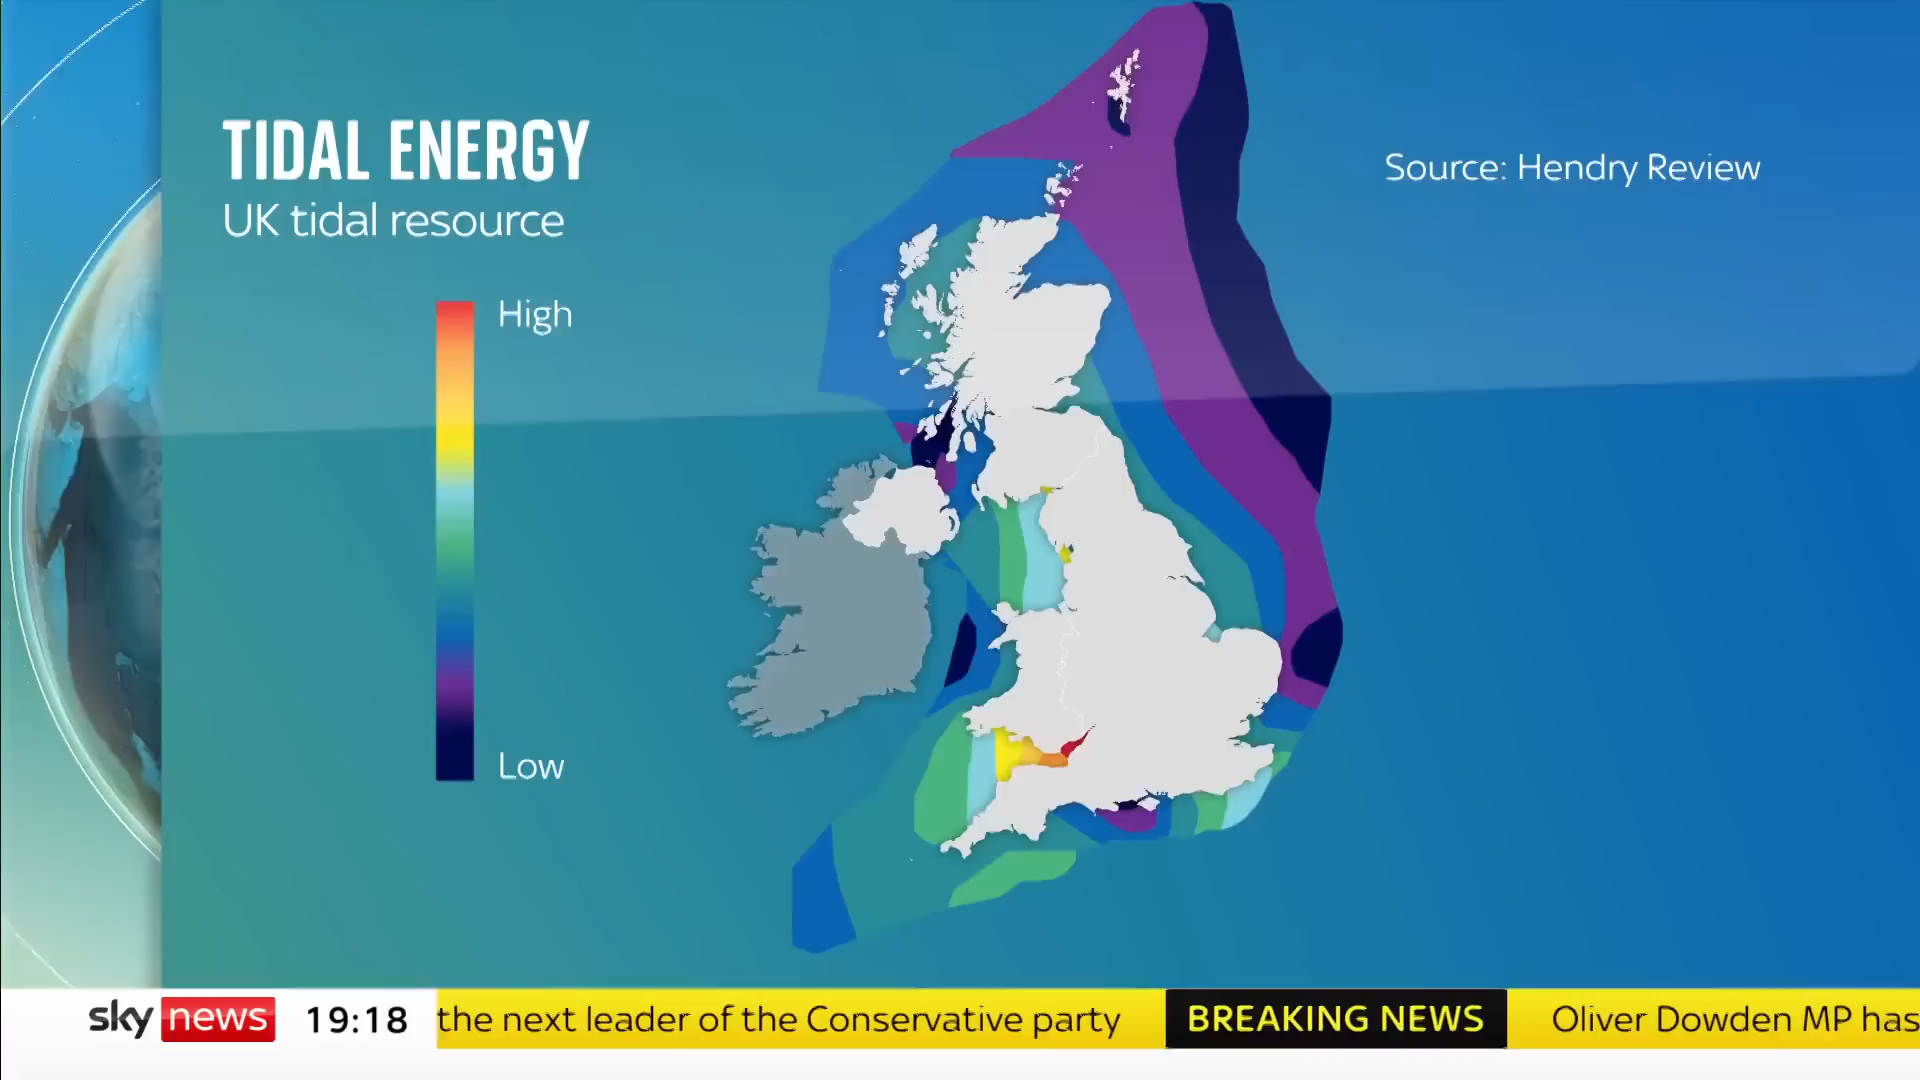 TIDAL ENERGY
UK tidal resource
Source: Hendry Review
High
Low
sky news 19:18 the next leader of the Conservative party BREAKING NEWS Oliver Dowden MP has